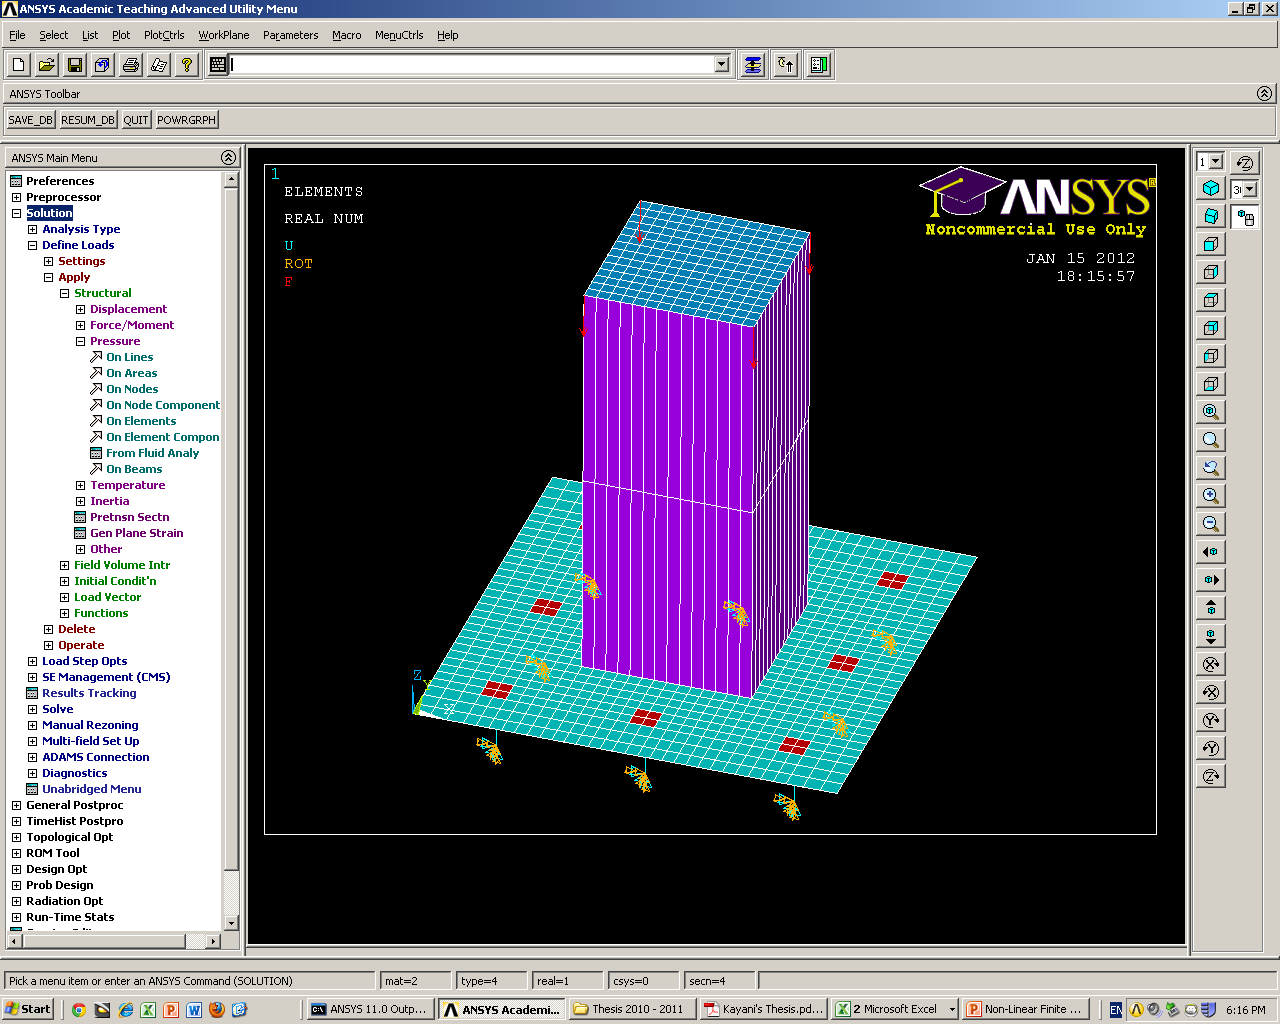 ANSYS Academic Teaching Advanced Utility Menu
File Select List Plot PlotCtrls WorkPlane Parameters Macro MenuCtrls Help
ANSYS Toolbar
SAVE_DB RESUM_DB QUIT POWRGRPH
ANSYS Main Menu
Preferences
Preprocessor
Solution
Analysis Type
Define Loads
Settings
Apply
Structural
Displacement
Force/Moment
Pressure
On Lines
On Areas
On Nodes
On Node Component
On Elements
On Element Compon
From Fluid Analy
On Beams
Temperature
Inertia
Pretnsn Sectn
Gen Plane Strain
Other
Field Volume Intr
Initial Condit'n
Load Vector
Functions
Delete
Operate
Load Step Opts
SE Management (CMS)
Results Tracking
Solve
Manual Rezoning
Multi-field Set Up
ADAMS Connection
Diagnostics
Unabridged Menu
General Postproc
TimeHist Postpro
Topological Opt
ROM Tool
Design Opt
Prob Design
Radiation Opt
Run-Time Stats
1
ELEMENTS
REAL NUM
U
ROT
F
ANSYS
Noncommercial Use Only
JAN 15 2012
18:15:57
Z
Y
X
1
Pick a menu item or enter an ANSYS Command (SOLUTION) mat=2 type=4 real=1 csys=0 secn=4
Start ANSYS 11.0 Outp... ANSYS Academi... Thesis 2010 - 2011 Kayani's Thesis.pd... 2 Microsoft Excel Non-Linear Finite ... EN 6:16 PM